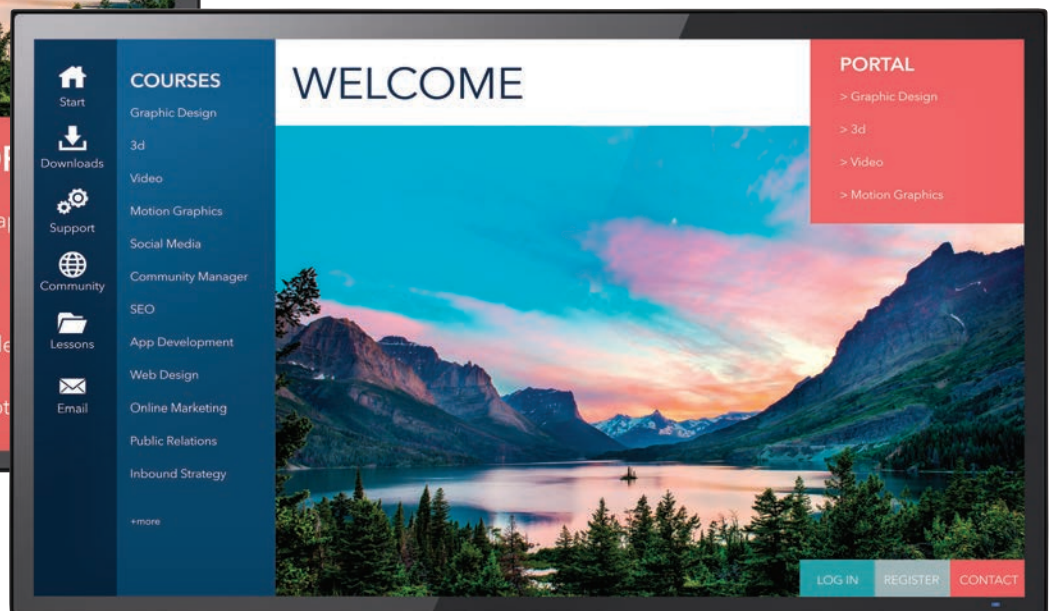 Start
Downloads
Support
Community
Lessons
Email
COURSES
Graphic Design
3d
Video
Motion Graphics
Social Media
Community Manager
SEO
App Development
Web Design
Online Marketing
Public Relations
Inbound Strategy
+more
WELCOME
PORTAL
> Graphic Design
> 3d
> Video
> Motion Graphics
LOG IN
REGISTER
CONTACT